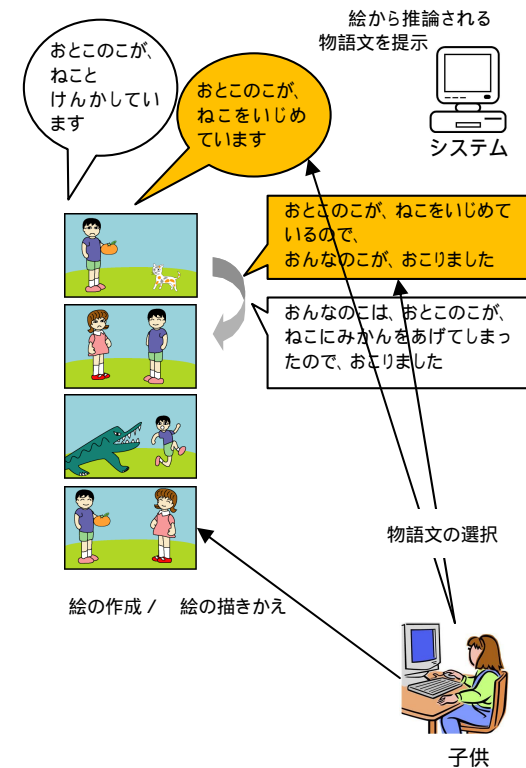 絵から推論される
物語文を提示
システム
おとこのこが、
ねこと
けんかしてい
ます
おとこのこが、
ねこをいじめ
ています
おとこのこが、ねこをいじめて
いるので、
おんなのこが、おこりました
おんなのこは、おとこのこが、
ねこにみかんをあげてしまっ
たので、おこりました
物語文の選択
絵の作成 / 絵の描きかえ
子供